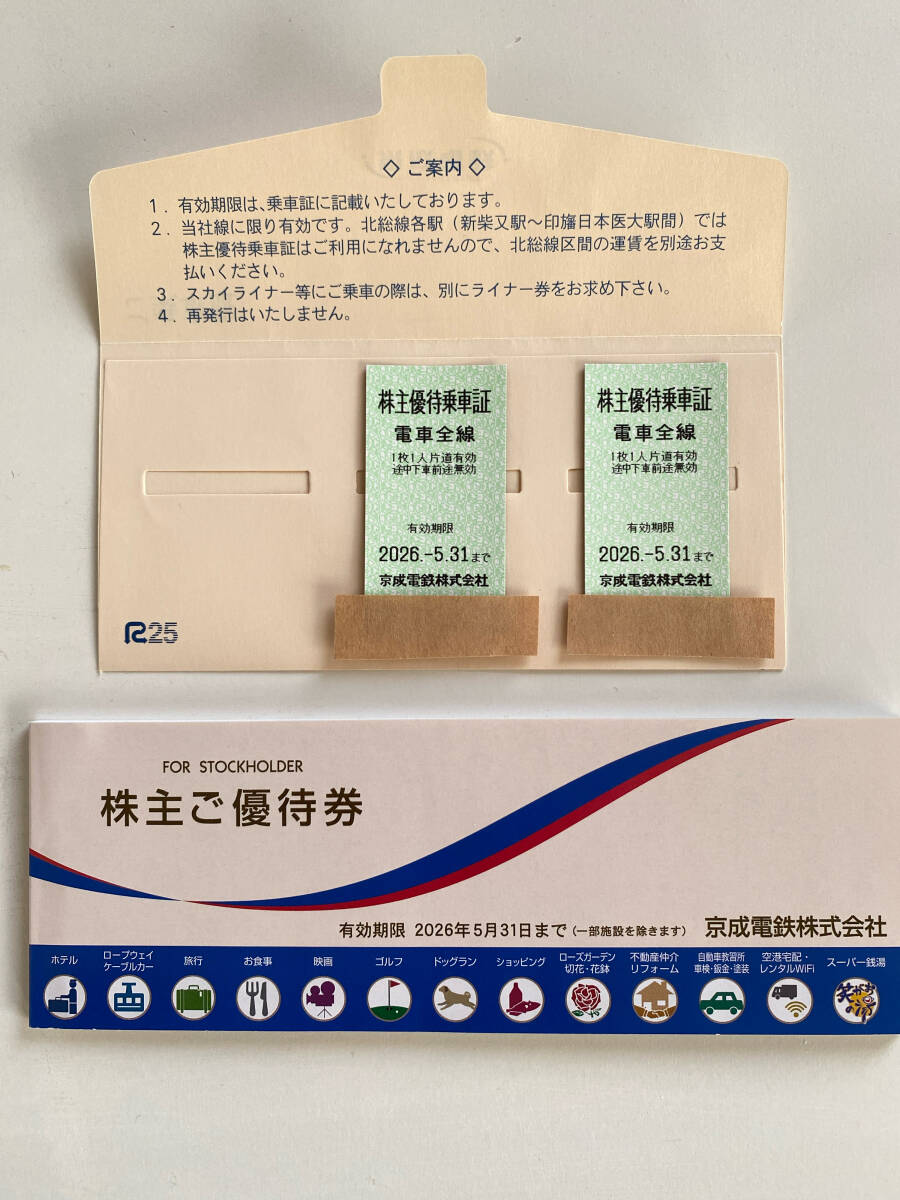 ◇ ご案内 ◇
1．有効期限は、乗車証に記載いたしております。
2．当社線に限り有効です。北総線各駅（新柴又駅～印旛日本医大駅間）では
株主優待乗車証はご利用になれませんので、北総線区間の運賃を別途お支
払いください。
3．スカイライナー等にご乗車の際は、別にライナー券をお求め下さい。
4．再発行はいたしません。
株主優待乗車証
電車全線
1枚1人片道有効
途中下車前途無効
有効期限
2026.-5.31まで
京成電鉄株式会社
株主優待乗車証
電車全線
1枚1人片道有効
途中下車前途無効
有効期限
2026.-5.31まで
京成電鉄株式会社
R25
FOR STOCKHOLDER
株主ご優待券
有効期限 2026年5月31日まで（一部施設を除きます） 京成電鉄株式会社
ホテル
ロープウェイ
ケーブルカー
旅行
お食事
映画
ゴルフ
ドッグラン
ショッピング
ローズガーデン
切花・花鉢
不動産仲介
リフォーム
自動車教習所
車検・鈑金・塗装
空港宅配・
レンタルWiFi
スーパー銭湯
笑がおの湯